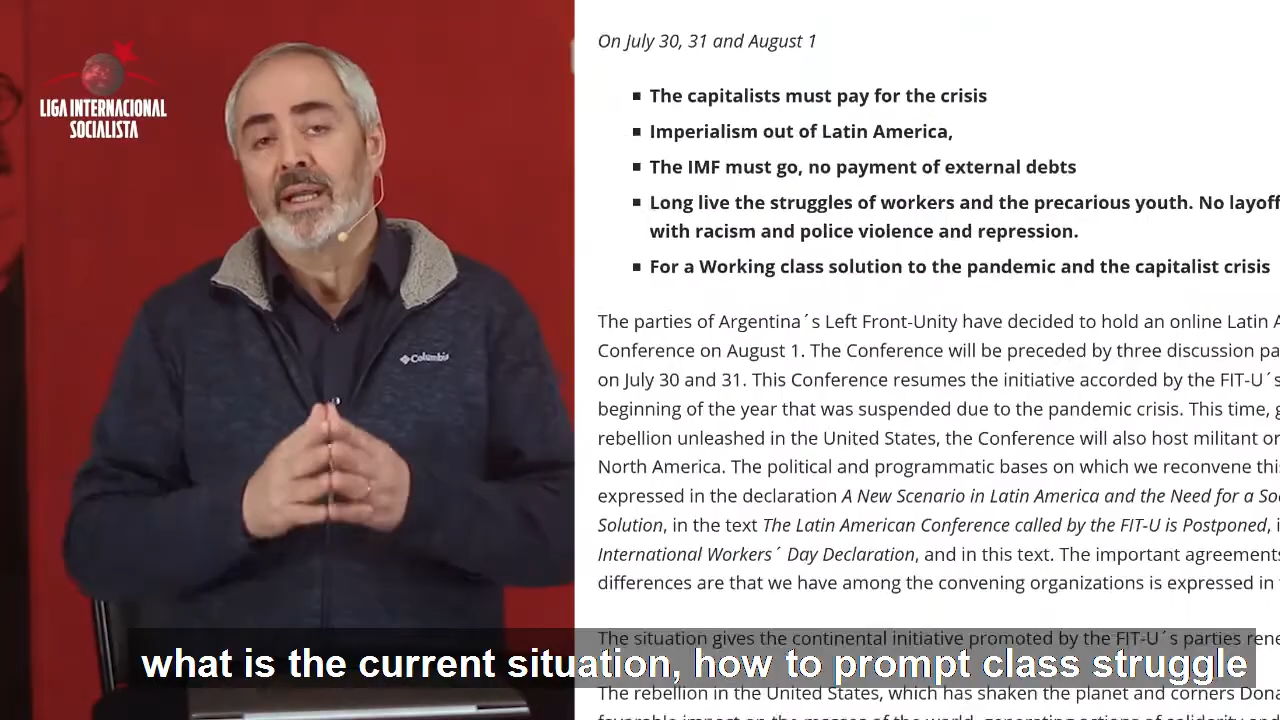 LIGA INTERNACIONAL
SOCIALISTA
Columbia
On July 30, 31 and August 1
The capitalists must pay for the crisis
Imperialism out of Latin America,
The IMF must go, no payment of external debts
Long live the struggles of workers and the precarious youth. No layoff
with racism and police violence and repression.
For a Working class solution to the pandemic and the capitalist crisis
The parties of Argentina´s Left Front-Unity have decided to hold an online Latin A
Conference on August 1. The Conference will be preceded by three discussion pa
on July 30 and 31. This Conference resumes the initiative accorded by the FIT-U´s
beginning of the year that was suspended due to the pandemic crisis. This time, g
rebellion unleashed in the United States, the Conference will also host militant or
North America. The political and programmatic bases on which we reconvene this
expressed in the declaration A New Scenario in Latin America and the Need for a So
Solution, in the text The Latin American Conference called by the FIT-U is Postponed, i
International Workers´ Day Declaration, and in this text. The important agreements
differences are that we have among the convening organizations is expressed in
The situation gives the continental initiative promoted by the FIT-U´s parties rene
what is the current situation, how to prompt class struggle
The rebellion in the United States, which has shaken the planet and corners Dona